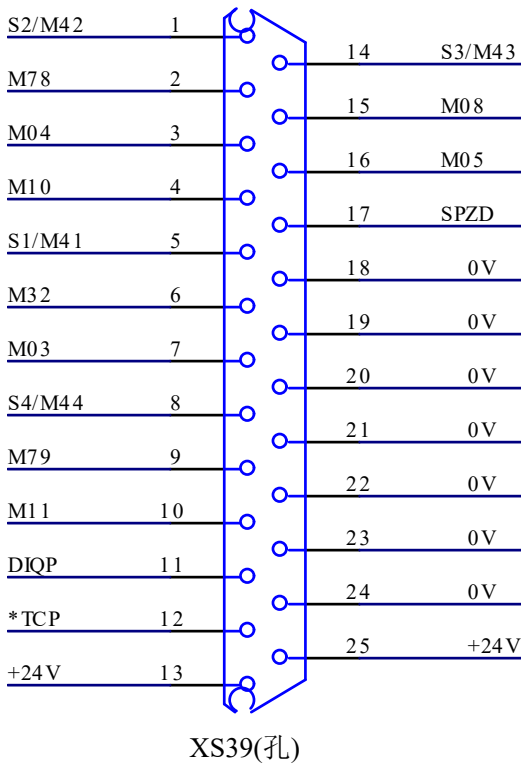 S2/M42 1
14 S3/M43
M78 2
15 M08
M04 3
16 M05
M10 4
17 SPZD
S1/M41 5
18 0V
M32 6
19 0V
M03 7
20 0V
S4/M44 8
21 0V
M79 9
22 0V
M11 10
23 0V
DIQP 11
24 0V
*TCP 12
25 +24V
+24V 13
XS39(孔)